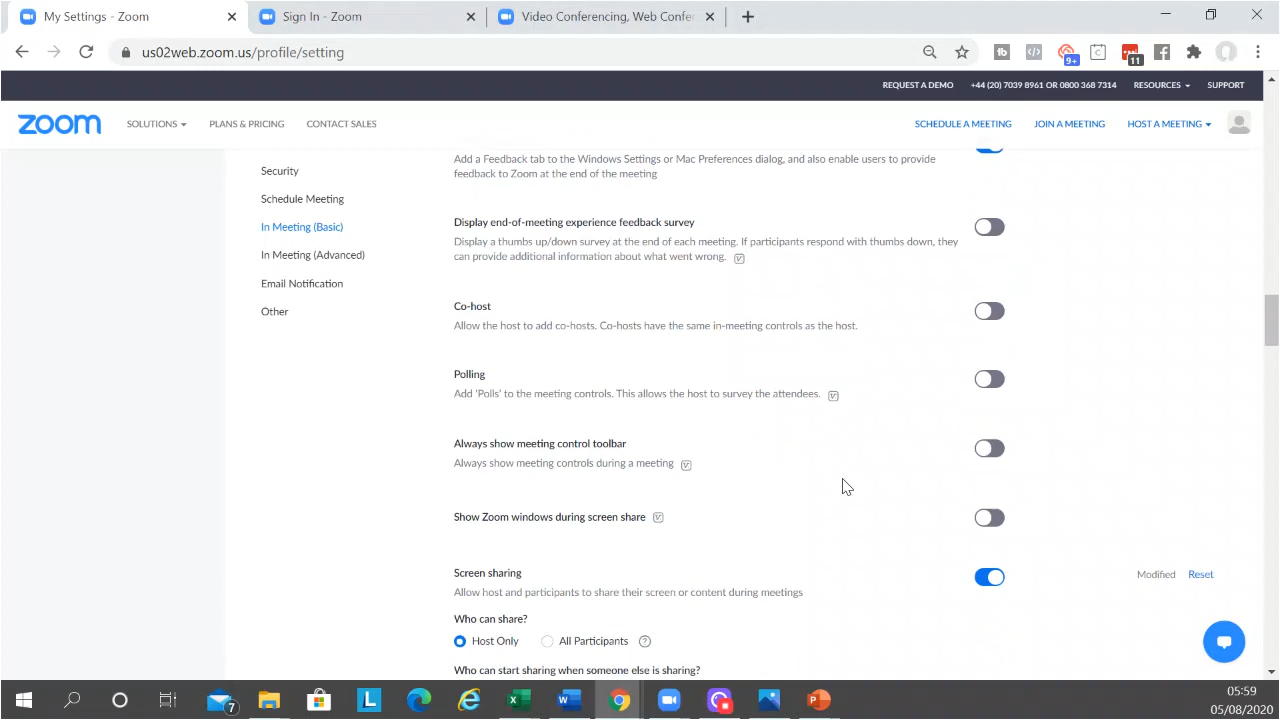 My Settings - Zoom
Sign In - Zoom
Video Conferencing, Web Confer
us02web.zoom.us/profile/setting
9+
11
REQUEST A DEMO
+44 (20) 7039 8961 OR 0800 368 7314
RESOURCES
SUPPORT
zoom
SOLUTIONS
PLANS & PRICING
CONTACT SALES
SCHEDULE A MEETING
JOIN A MEETING
HOST A MEETING
Security
Schedule Meeting
In Meeting (Basic)
In Meeting (Advanced)
Email Notification
Other
Add a Feedback tab to the Windows Settings or Mac Preferences dialog, and also enable users to provide
feedback to Zoom at the end of the meeting
Display end-of-meeting experience feedback survey
Display a thumbs up/down survey at the end of each meeting. If participants respond with thumbs down, they
can provide additional information about what went wrong.
Co-host
Allow the host to add co-hosts. Co-hosts have the same in-meeting controls as the host.
Polling
Add 'Polls' to the meeting controls. This allows the host to survey the attendees.
Always show meeting control toolbar
Always show meeting controls during a meeting
Show Zoom windows during screen share
Screen sharing
Modified Reset
Allow host and participants to share their screen or content during meetings
Who can share?
Host Only
All Participants
Who can start sharing when someone else is sharing?
7
05:59
05/08/2020